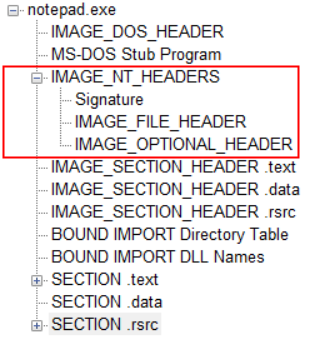 notepad.exe
IMAGE_DOS_HEADER
MS-DOS Stub Program
IMAGE_NT_HEADERS
Signature
IMAGE_FILE_HEADER
IMAGE_OPTIONAL_HEADER
IMAGE_SECTION_HEADER .text
IMAGE_SECTION_HEADER .data
IMAGE_SECTION_HEADER .rsrc
BOUND IMPORT Directory Table
BOUND IMPORT DLL Names
SECTION .text
SECTION .data
SECTION .rsrc